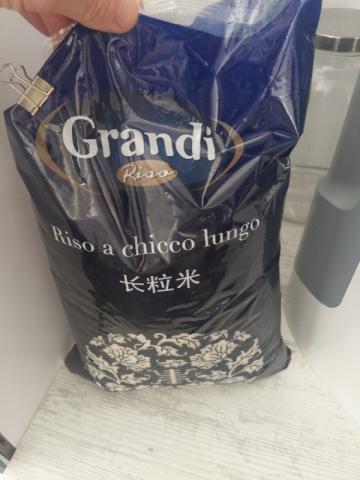 Grandi
Riso
Riso a chicco lungo
长粒米